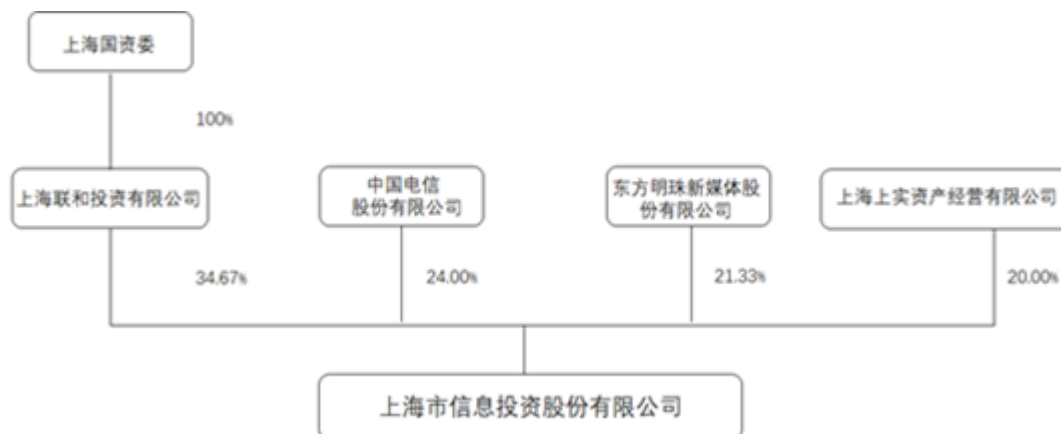 上海国资委
100%
上海联和投资有限公司
中国电信
股份有限公司
东方明珠新媒体股
份有限公司
上海上实资产经营有限公司
34.67%
24.00%
21.33%
20.00%
上海市信息投资股份有限公司